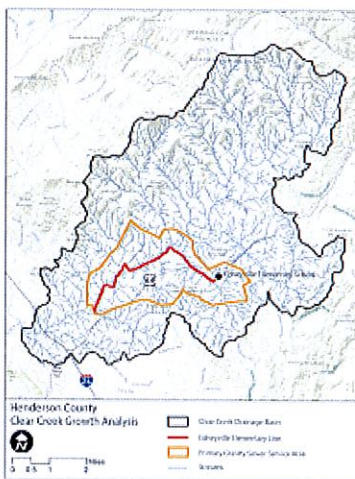 Edneyville Elementary School
64
26
Henderson County
Clear Creek Growth Analysis
Clear Creek Drainage Basin
Edneyville Elementary Line
Primary Gravity Sewer Service Area
Streams
0 0.5 1 2 Miles